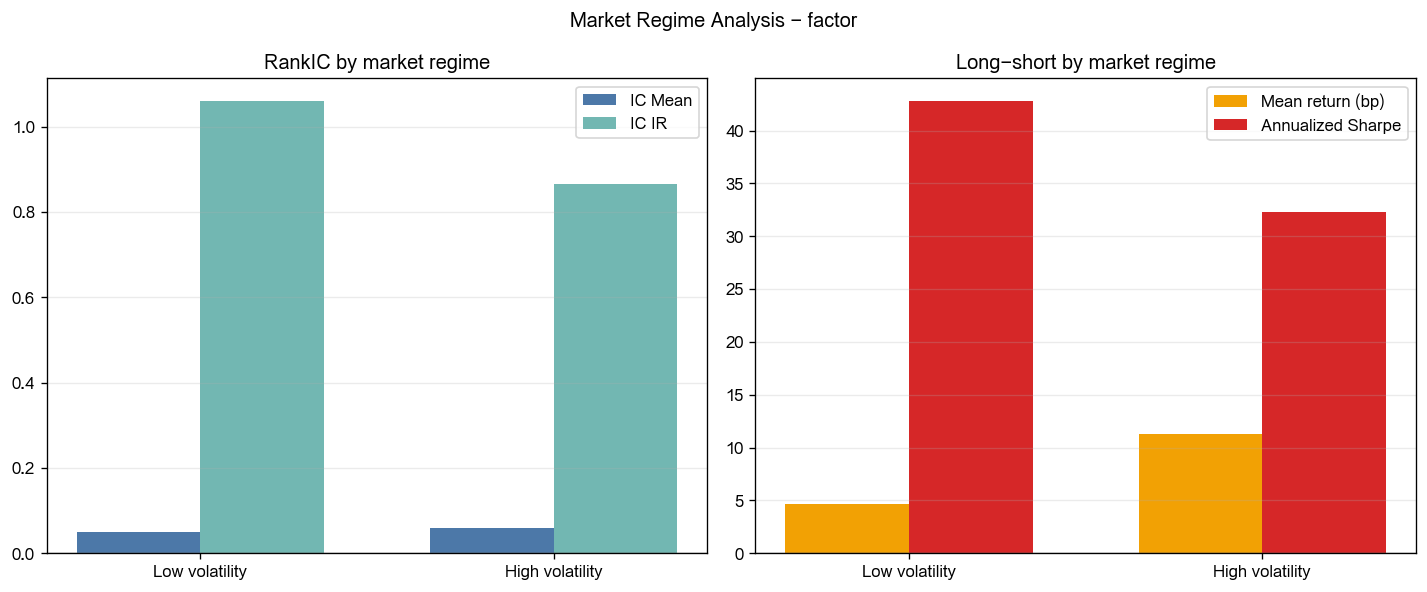 Market Regime Analysis − factor
RankIC by market regime
IC Mean
IC IR
1.0
0.8
0.6
0.4
0.2
0.0
Low volatility
High volatility
Long−short by market regime
Mean return (bp)
Annualized Sharpe
40
35
30
25
20
15
10
5
0
Low volatility
High volatility